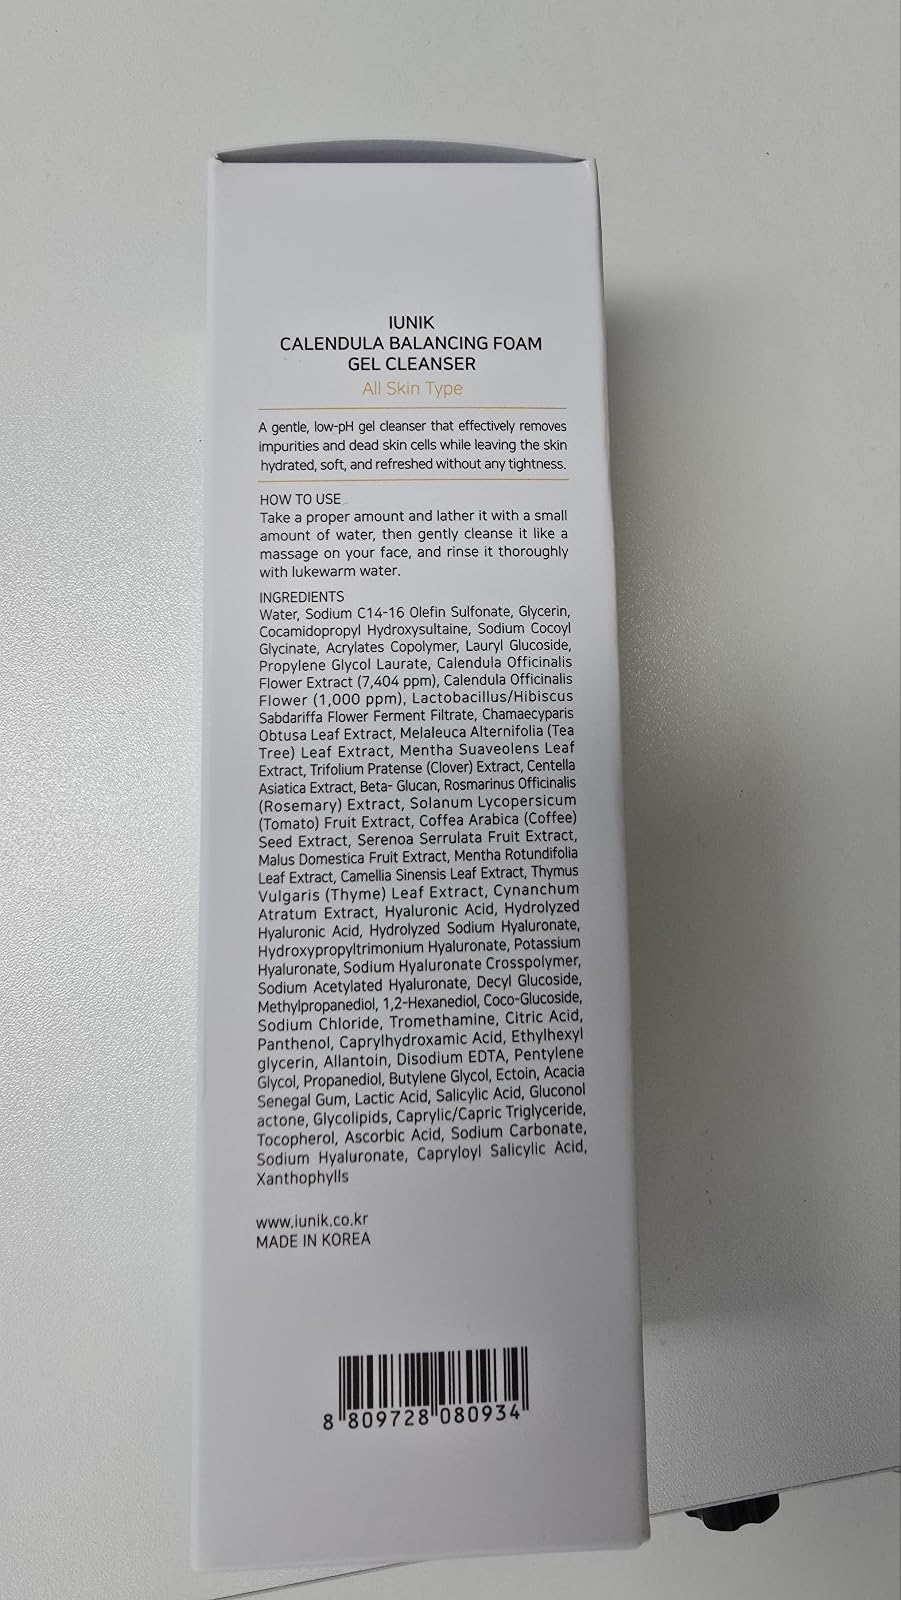 IUNIK
CALENDULA BALANCING FOAM
GEL CLEANSER
All Skin Type
A gentle, low-pH gel cleanser that effectively removes
impurities and dead skin cells while leaving the skin
hydrated, soft, and refreshed without any tightness.
HOW TO USE
Take a proper amount and lather it with a small
amount of water, then gently cleanse it like a
massage on your face, and rinse it thoroughly
with lukewarm water.
INGREDIENTS
Water, Sodium C14-16 Olefin Sulfonate, Glycerin,
Cocamidopropyl Hydroxysultaine, Sodium Cocoyl
Glycinate, Acrylates Copolymer, Lauryl Glucoside,
Propylene Glycol Laurate, Calendula Officinalis
Flower Extract (7,404 ppm), Calendula Officinalis
Flower (1,000 ppm), Lactobacillus/Hibiscus
Sabdariffa Flower Ferment Filtrate, Chamaecyparis
Obtusa Leaf Extract, Melaleuca Alternifolia (Tea
Tree) Leaf Extract, Mentha Suaveolens Leaf
Extract, Trifolium Pratense (Clover) Extract, Centella
Asiatica Extract, Beta- Glucan, Rosmarinus Officinalis
(Rosemary) Extract, Solanum Lycopersicum
(Tomato) Fruit Extract, Coffea Arabica (Coffee)
Seed Extract, Serenoa Serrulata Fruit Extract,
Malus Domestica Fruit Extract, Mentha Rotundifolia
Leaf Extract, Camellia Sinensis Leaf Extract, Thymus
Vulgaris (Thyme) Leaf Extract, Cynanchum
Atratum Extract, Hyaluronic Acid, Hydrolyzed
Hyaluronic Acid, Hydrolyzed Sodium Hyaluronate,
Hydroxypropyltrimonium Hyaluronate, Potassium
Hyaluronate, Sodium Hyaluronate Crosspolymer,
Sodium Acetylated Hyaluronate, Decyl Glucoside,
Methylpropanediol, 1,2-Hexanediol, Coco-Glucoside,
Sodium Chloride, Tromethamine, Citric Acid,
Panthenol, Caprylhydroxamic Acid, Ethylhexyl
glycerin, Allantoin, Disodium EDTA, Pentylene
Glycol, Propanediol, Butylene Glycol, Ectoin, Acacia
Senegal Gum, Lactic Acid, Salicylic Acid, Gluconol
actone, Glycolipids, Caprylic/Capric Triglyceride,
Tocopherol, Ascorbic Acid, Sodium Carbonate,
Sodium Hyaluronate, Capryloyl Salicylic Acid,
Xanthophylls
www.iunik.co.kr
MADE IN KOREA
8 809728 080934